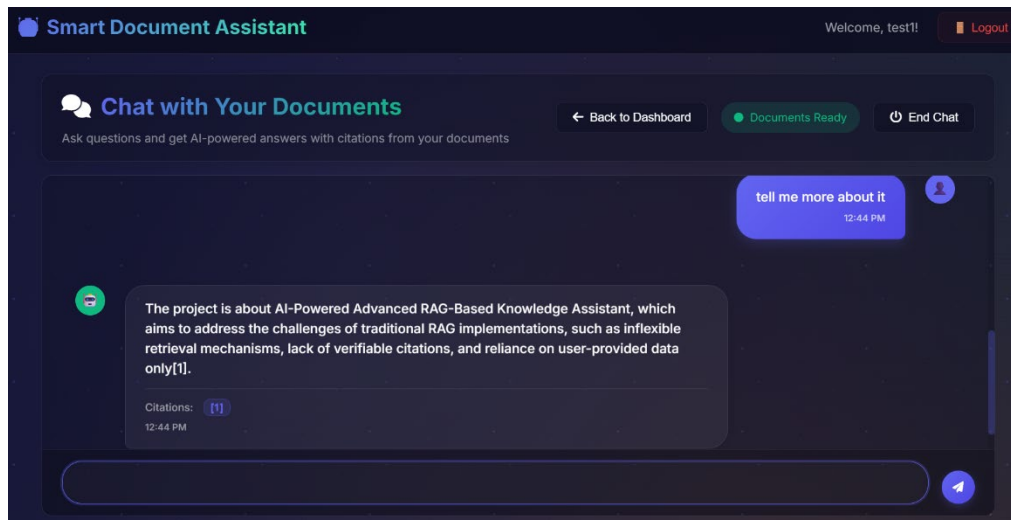 Smart Document Assistant
Welcome, test1!
Logout
Chat with Your Documents
Ask questions and get AI-powered answers with citations from your documents
← Back to Dashboard
Documents Ready
End Chat
tell me more about it
12:44 PM
The project is about AI-Powered Advanced RAG-Based Knowledge Assistant, which
aims to address the challenges of traditional RAG implementations, such as inflexible
retrieval mechanisms, lack of verifiable citations, and reliance on user-provided data
only[1].
Citations: [1]
12:44 PM